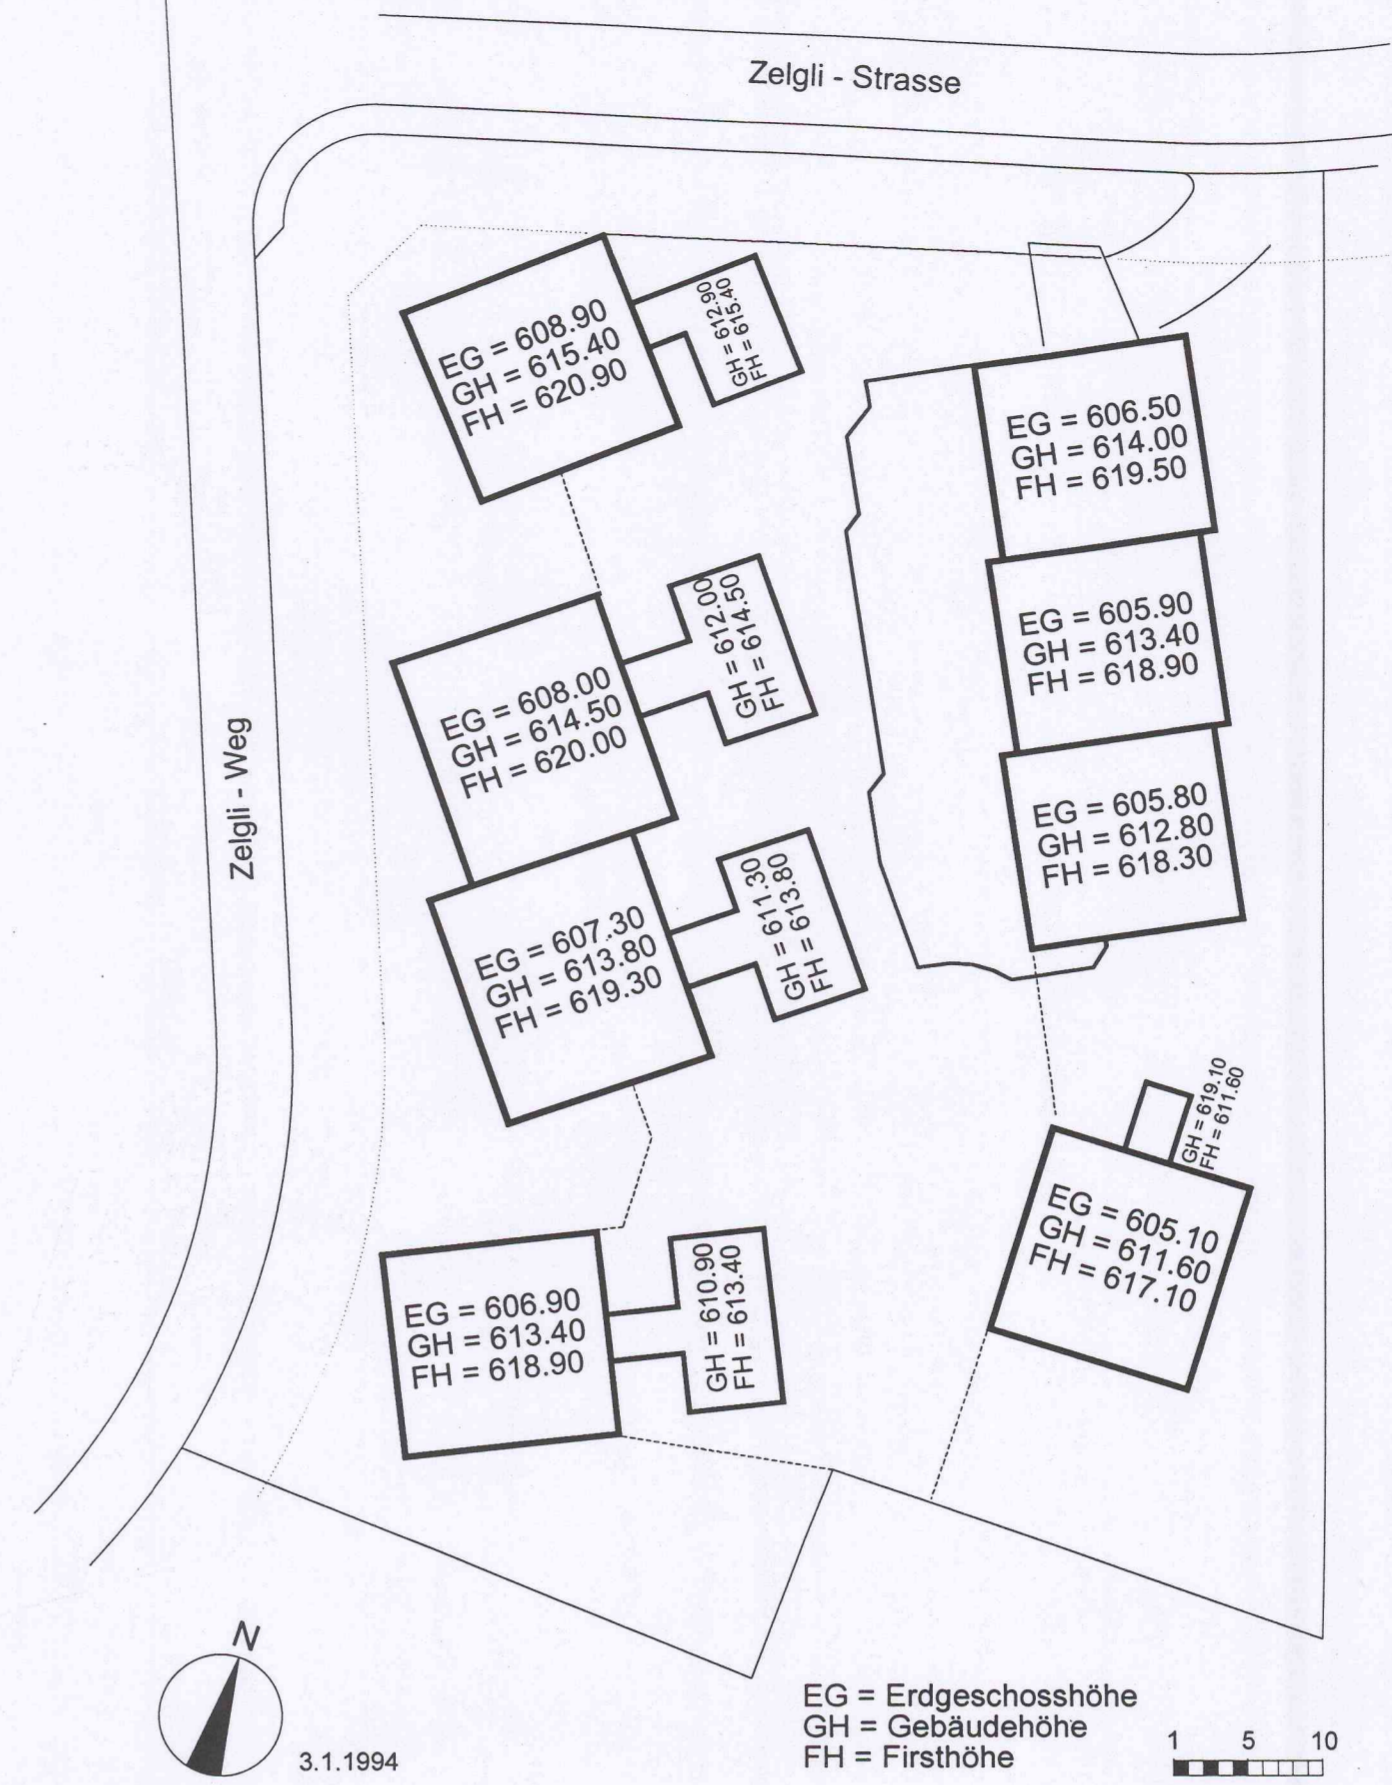 Zelgli - Strasse
EG = 608.90
GH = 615.40
FH = 620.90
GH = 612.90
FH = 615.40
EG = 606.50
GH = 614.00
FH = 619.50
EG = 605.90
GH = 613.40
FH = 618.90
EG = 605.80
GH = 612.80
FH = 618.30
EG = 608.00
GH = 614.50
FH = 620.00
GH = 612.00
FH = 614.50
Zelgli - Weg
EG = 607.30
GH = 613.80
FH = 619.30
GH = 611.30
FH = 613.80
GH = 619.10
FH = 611.60
EG = 605.10
GH = 611.60
FH = 617.10
EG = 606.90
GH = 613.40
FH = 618.90
GH = 610.90
FH = 613.40
N
3.1.1994
EG = Erdgeschosshöhe
GH = Gebäudehöhe
FH = Firsthöhe
1 5 10